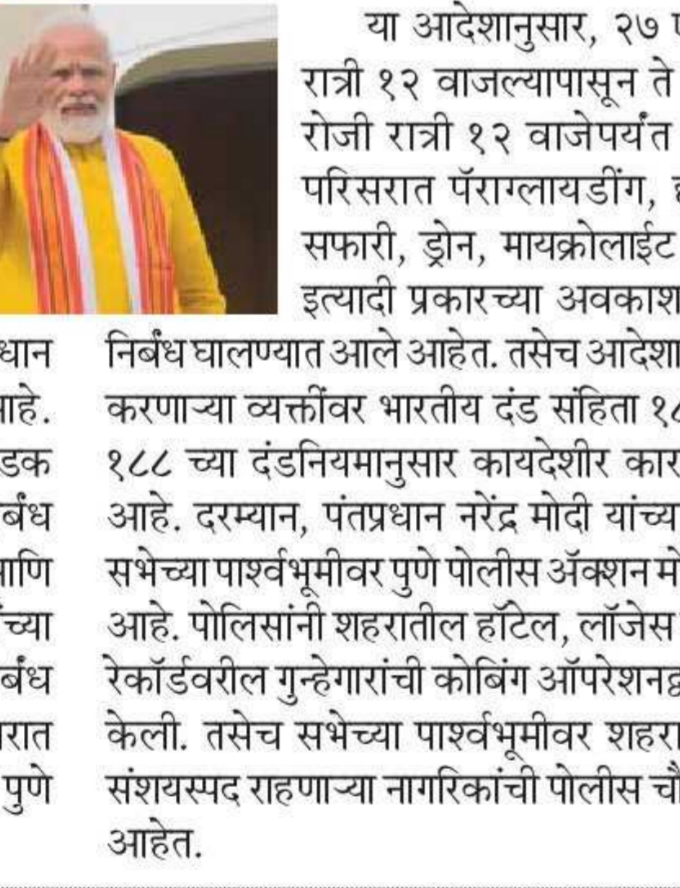 धान
आहे.
डक
र्बंध
आणि
च्या
र्बंध
रात
पुणे
या आदेशानुसार, २७
रात्री १२ वाजल्यापासून ते
रोजी रात्री १२ वाजेपर्यंत
परिसरात पॅराग्लायडींग,
सफारी, ड्रोन, मायक्रोलाईट
इत्यादी प्रकारच्या अवकाश
निर्बंध घालण्यात आले आहेत. तसेच आदेशा
करणाऱ्या व्यक्तींवर भारतीय दंड संहिता
१८८ च्या दंडनियमानुसार कायदेशीर कार
आहे. दरम्यान, पंतप्रधान नरेंद्र मोदी यांच्या
सभेच्या पार्श्वभूमीवर पुणे पोलीस ॲक्शन मो
आहे. पोलिसांनी शहरातील हॉटेल, लॉजेस
रेकॉर्डवरील गुन्हेगारांची कोबिंग ऑपरेशनद्व
केली. तसेच सभेच्या पार्श्वभूमीवर शहरा
संशयस्पद राहणाऱ्या नागरिकांची पोलीस चौ
आहेत.